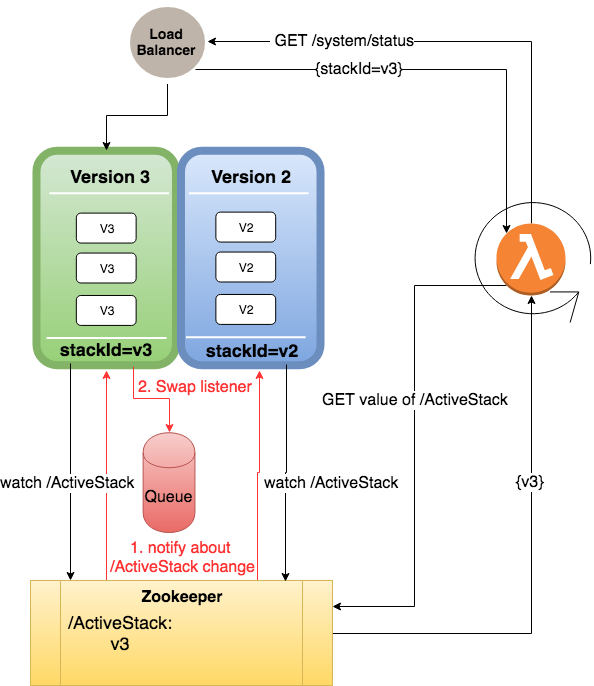 Load
Balancer
GET /system/status
{stackId=v3}
Version 3
Version 2
V3
V2
V3
V2
V3
V2
stackId=v3
stackId=v2
λ
2. Swap listener
GET value of /ActiveStack
watch /ActiveStack
Queue
watch /ActiveStack
{v3}
1. notify about
/ActiveStack change
Zookeeper
/ActiveStack:
v3